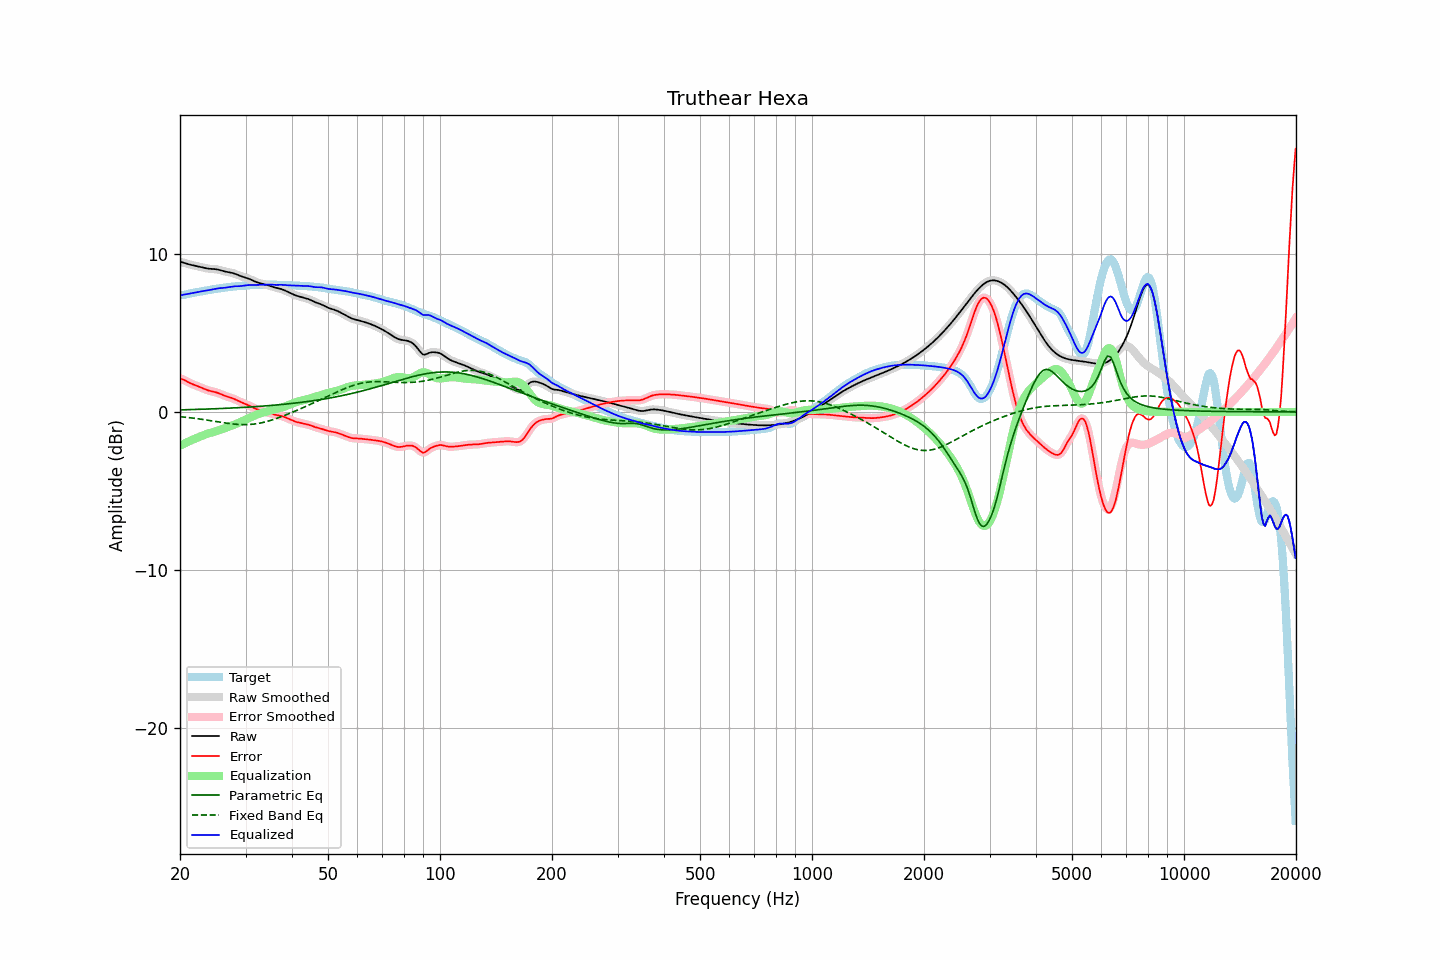 Truthear Hexa
Amplitude (dBr)
10
0
−10
−20
Target
Raw Smoothed
Error Smoothed
Raw
Error
Equalization
Parametric Eq
Fixed Band Eq
Equalized
20 50 100 200 500 1000 2000 5000 10000 20000
Frequency (Hz)